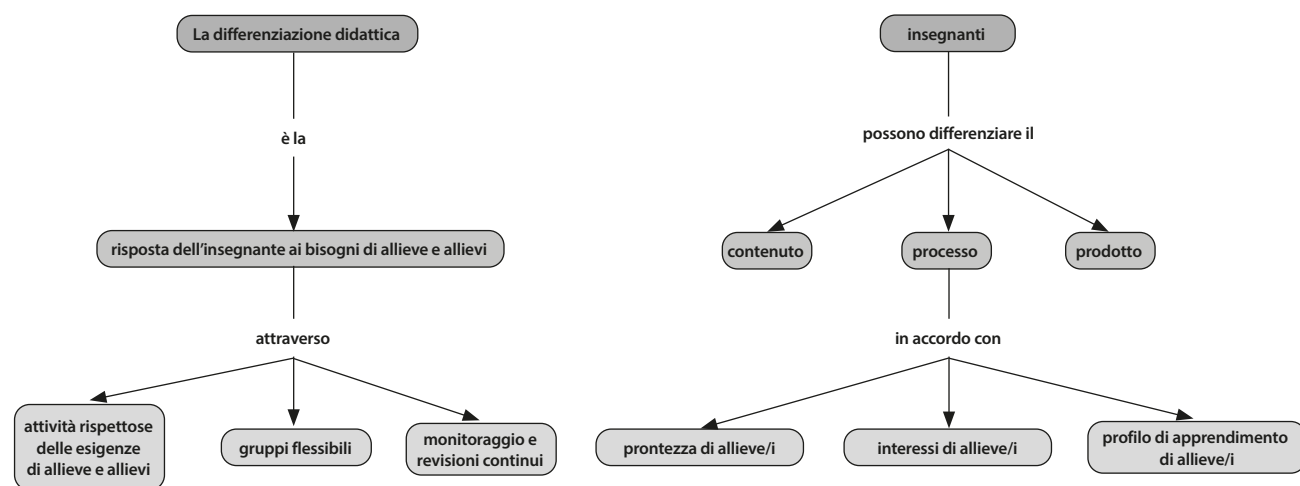 La differenziazione didattica
è la
risposta dell'insegnante ai bisogni di allieve e allievi
attraverso
attività rispettose
delle esigenze
di allieve e allievi
gruppi flessibili
monitoraggio e
revisioni continui
insegnanti
possono differenziare il
contenuto
processo
prodotto
in accordo con
prontezza di allieve/i
interessi di allieve/i
profilo di apprendimento
di allieve/i